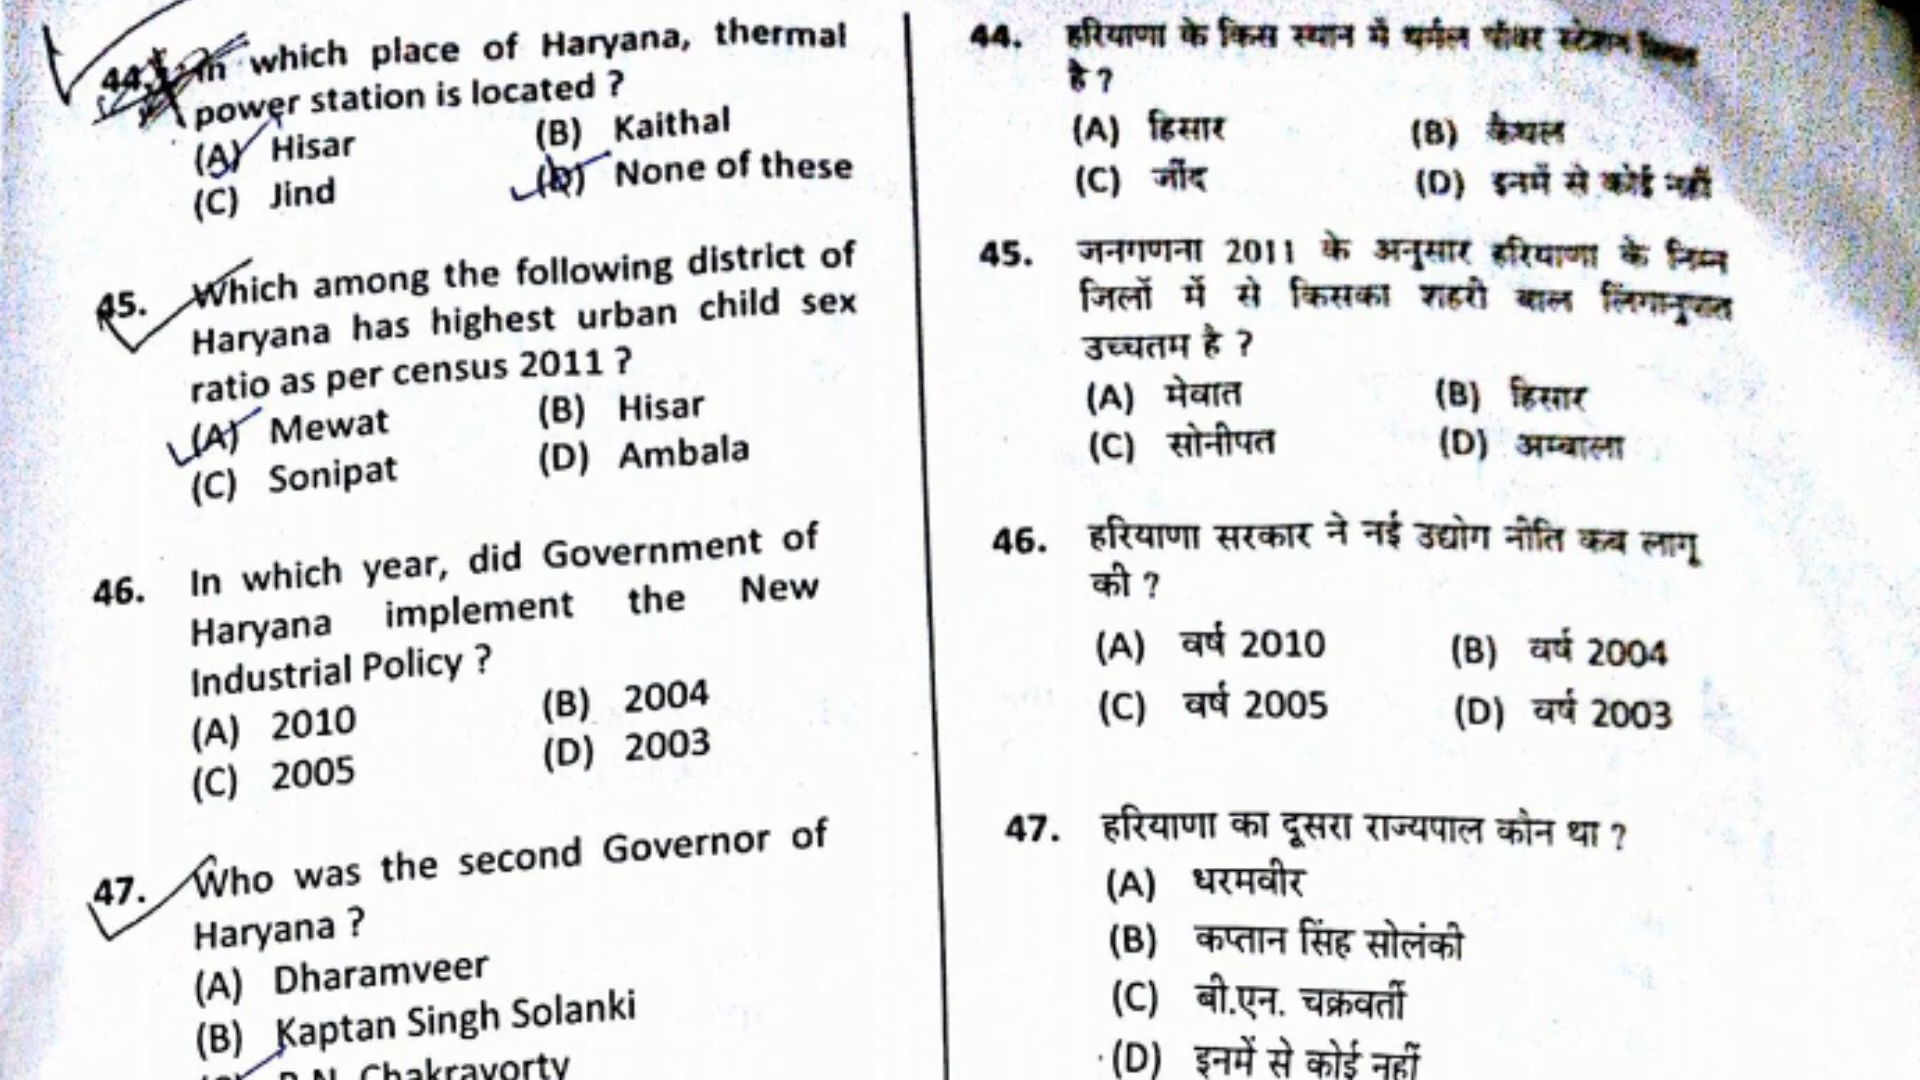 44. In which place of Haryana, thermal
power station is located ?
(A) Hisar (B) Kaithal
(C) Jind (D) None of these
45. Which among the following district of
Haryana has highest urban child sex
ratio as per census 2011 ?
(A) Mewat (B) Hisar
(C) Sonipat (D) Ambala
46. In which year, did Government of
Haryana implement the New
Industrial Policy ?
(A) 2010 (B) 2004
(C) 2005 (D) 2003
47. Who was the second Governor of
Haryana ?
(A) Dharamveer
(B) Kaptan Singh Solanki
(C) B.N. Chakravorty
44. हरियाणा के किस स्थान में थर्मल पॉवर स्टेशन स्थित
है ?
(A) हिसार (B) कैथल
(C) जींद (D) इनमें से कोई नहीं
45. जनगणना 2011 के अनुसार हरियाणा के निम्न
जिलों में से किसका शहरी बाल लिंगानुपात
उच्चतम है ?
(A) मेवात (B) हिसार
(C) सोनीपत (D) अम्बाला
46. हरियाणा सरकार ने नई उद्योग नीति कब लागू
की ?
(A) वर्ष 2010 (B) वर्ष 2004
(C) वर्ष 2005 (D) वर्ष 2003
47. हरियाणा का दूसरा राज्यपाल कौन था ?
(A) धरमवीर
(B) कप्तान सिंह सोलंकी
(C) बी.एन. चक्रवर्ती
(D) इनमें से कोई नहीं